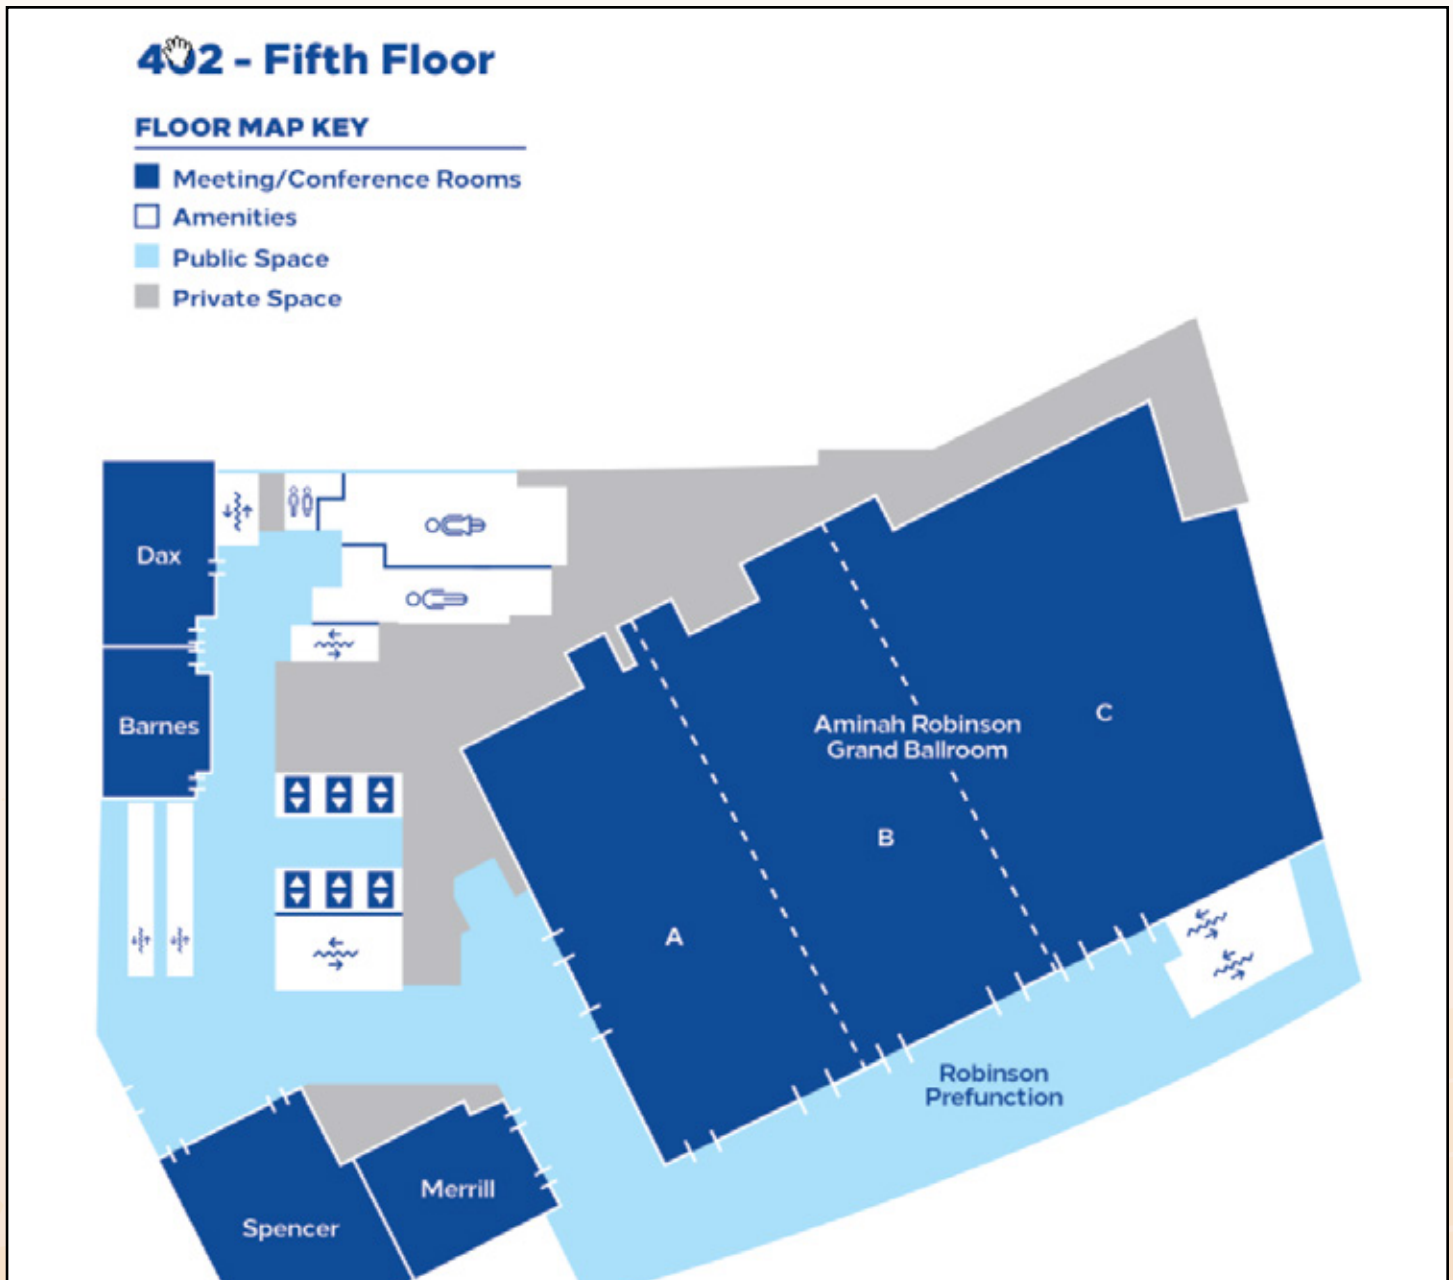 402 - Fifth Floor
FLOOR MAP KEY
Meeting/Conference Rooms
Amenities
Public Space
Private Space
Dax
Barnes
Aminah Robinson
Grand Ballroom
C
B
A
Robinson
Prefunction
Merrill
Spencer